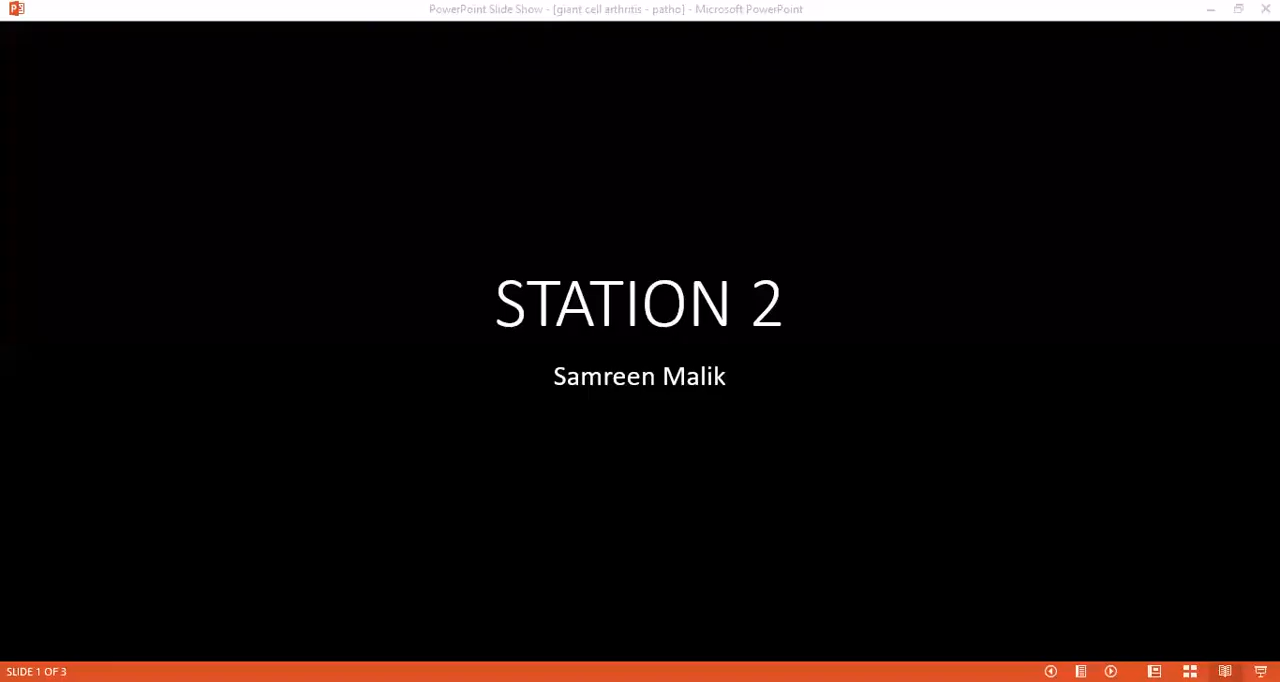 PowerPoint Slide Show - [giant cell arthritis - patho] - Microsoft PowerPoint
STATION 2
Samreen Malik
SLIDE 1 OF 3